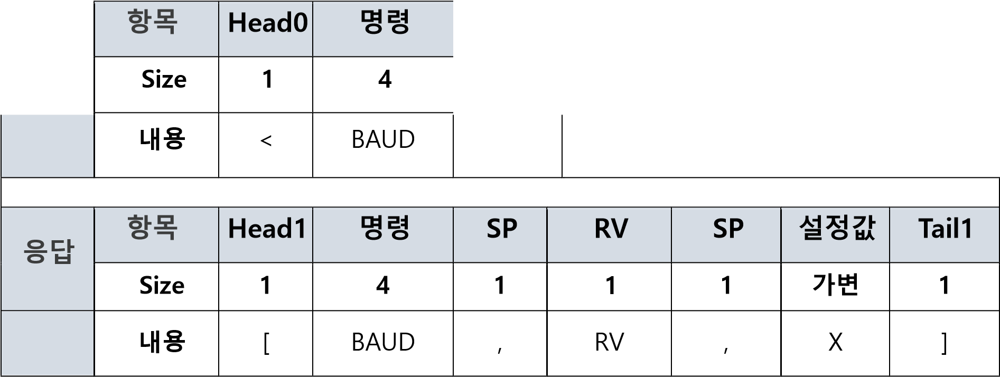 항목 Head0 명령
Size 1 4
내용 < BAUD
응답
항목 Head1 명령 SP RV SP 설정값 Tail1
Size 1 4 1 1 1 가변 1
내용 [ BAUD , RV , X ]